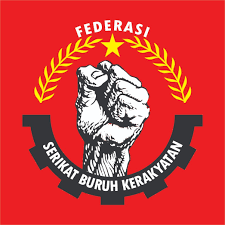 FEDERASI
SERIKAT BURUH KERAKYATAN